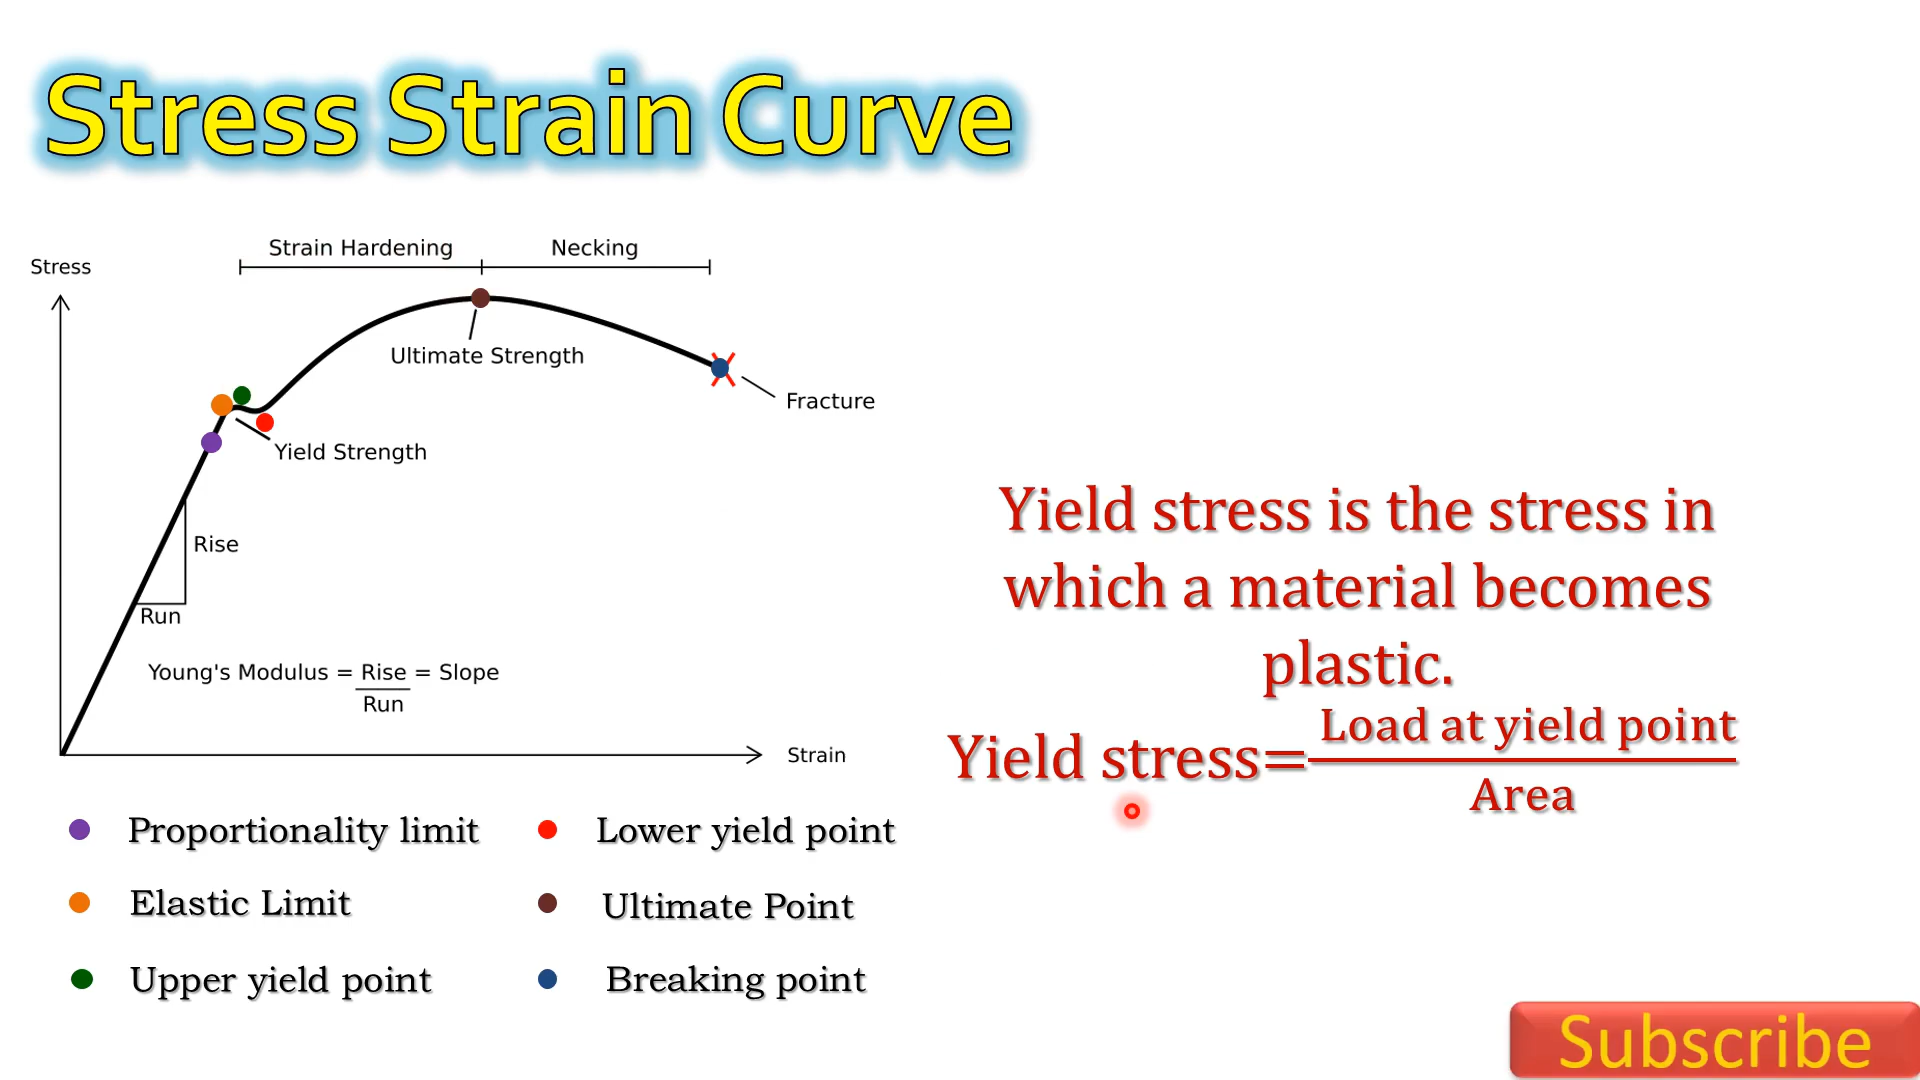 Stress Strain Curve
Strain Hardening
Necking
Stress
Ultimate Strength
Fracture
Yield Strength
Rise
Run
Young's Modulus = Rise = Slope
Run
Strain
Yield stress is the stress in
which a material becomes
plastic.
Yield stress= Load at yield point
Area
Proportionality limit
Lower yield point
Elastic Limit
Ultimate Point
Upper yield point
Breaking point
Subscribe